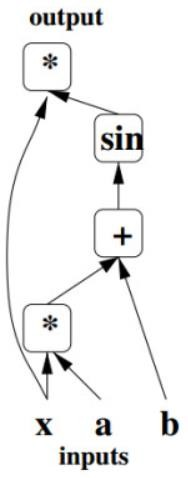 output
*
sin
+
*
x a b
inputs